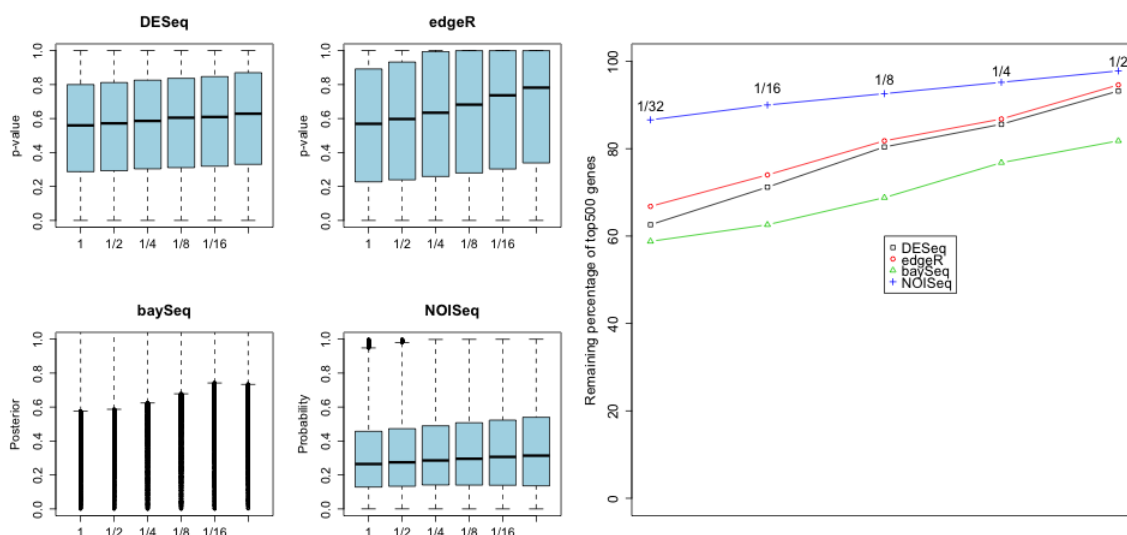 DESeq
p-value
0.0 0.2 0.4 0.6 0.8 1.0
1 1/2 1/4 1/8 1/16
edgeR
p-value
0.0 0.2 0.4 0.6 0.8 1.0
1 1/2 1/4 1/8 1/16
baySeq
Posterior
0.0 0.2 0.4 0.6 0.8 1.0
1 1/2 1/4 1/8 1/16
NOISeq
Probability
0.0 0.2 0.4 0.6 0.8 1.0
1 1/2 1/4 1/8 1/16
Remaining percentage of top500 genes
0 20 40 60 80 100
1/32 1/16 1/8 1/4 1/2
DESeq
edgeR
baySeq
NOISeq